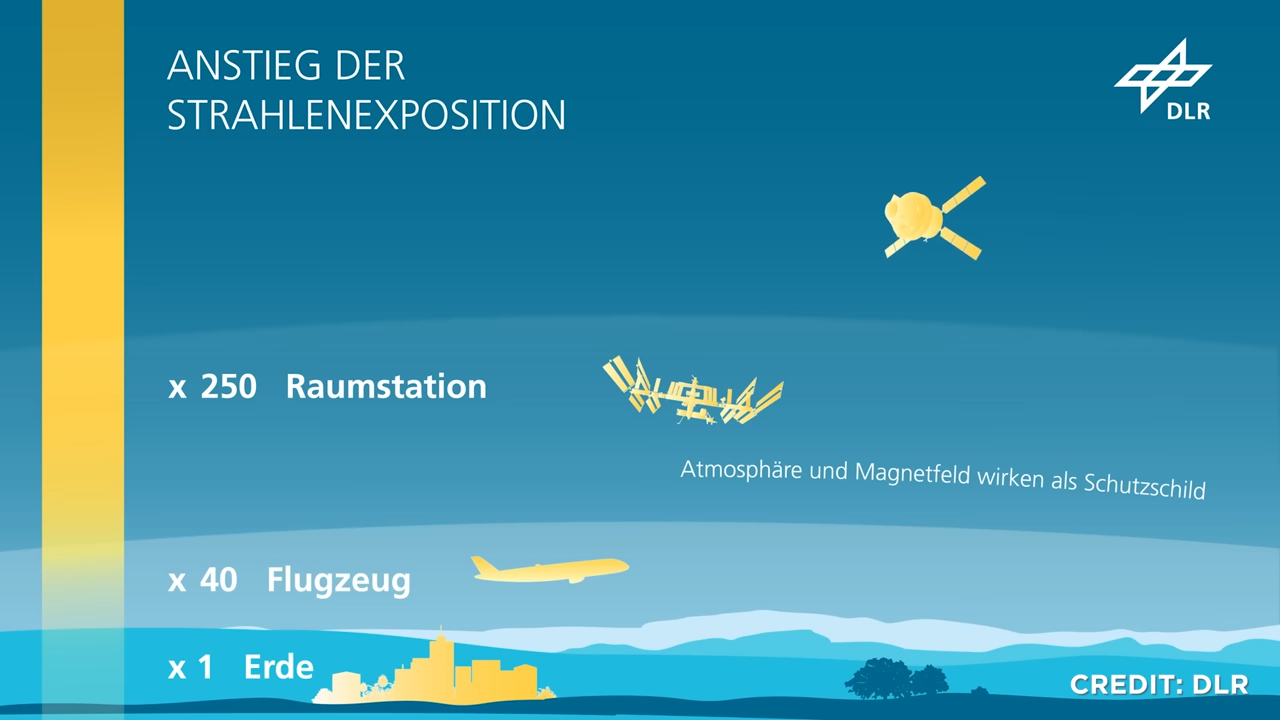 ANSTIEG DER
STRAHLENEXPOSITION
DLR
x 250 Raumstation
Atmosphäre und Magnetfeld wirken als Schutzschild
x 40 Flugzeug
x 1 Erde
CREDIT: DLR